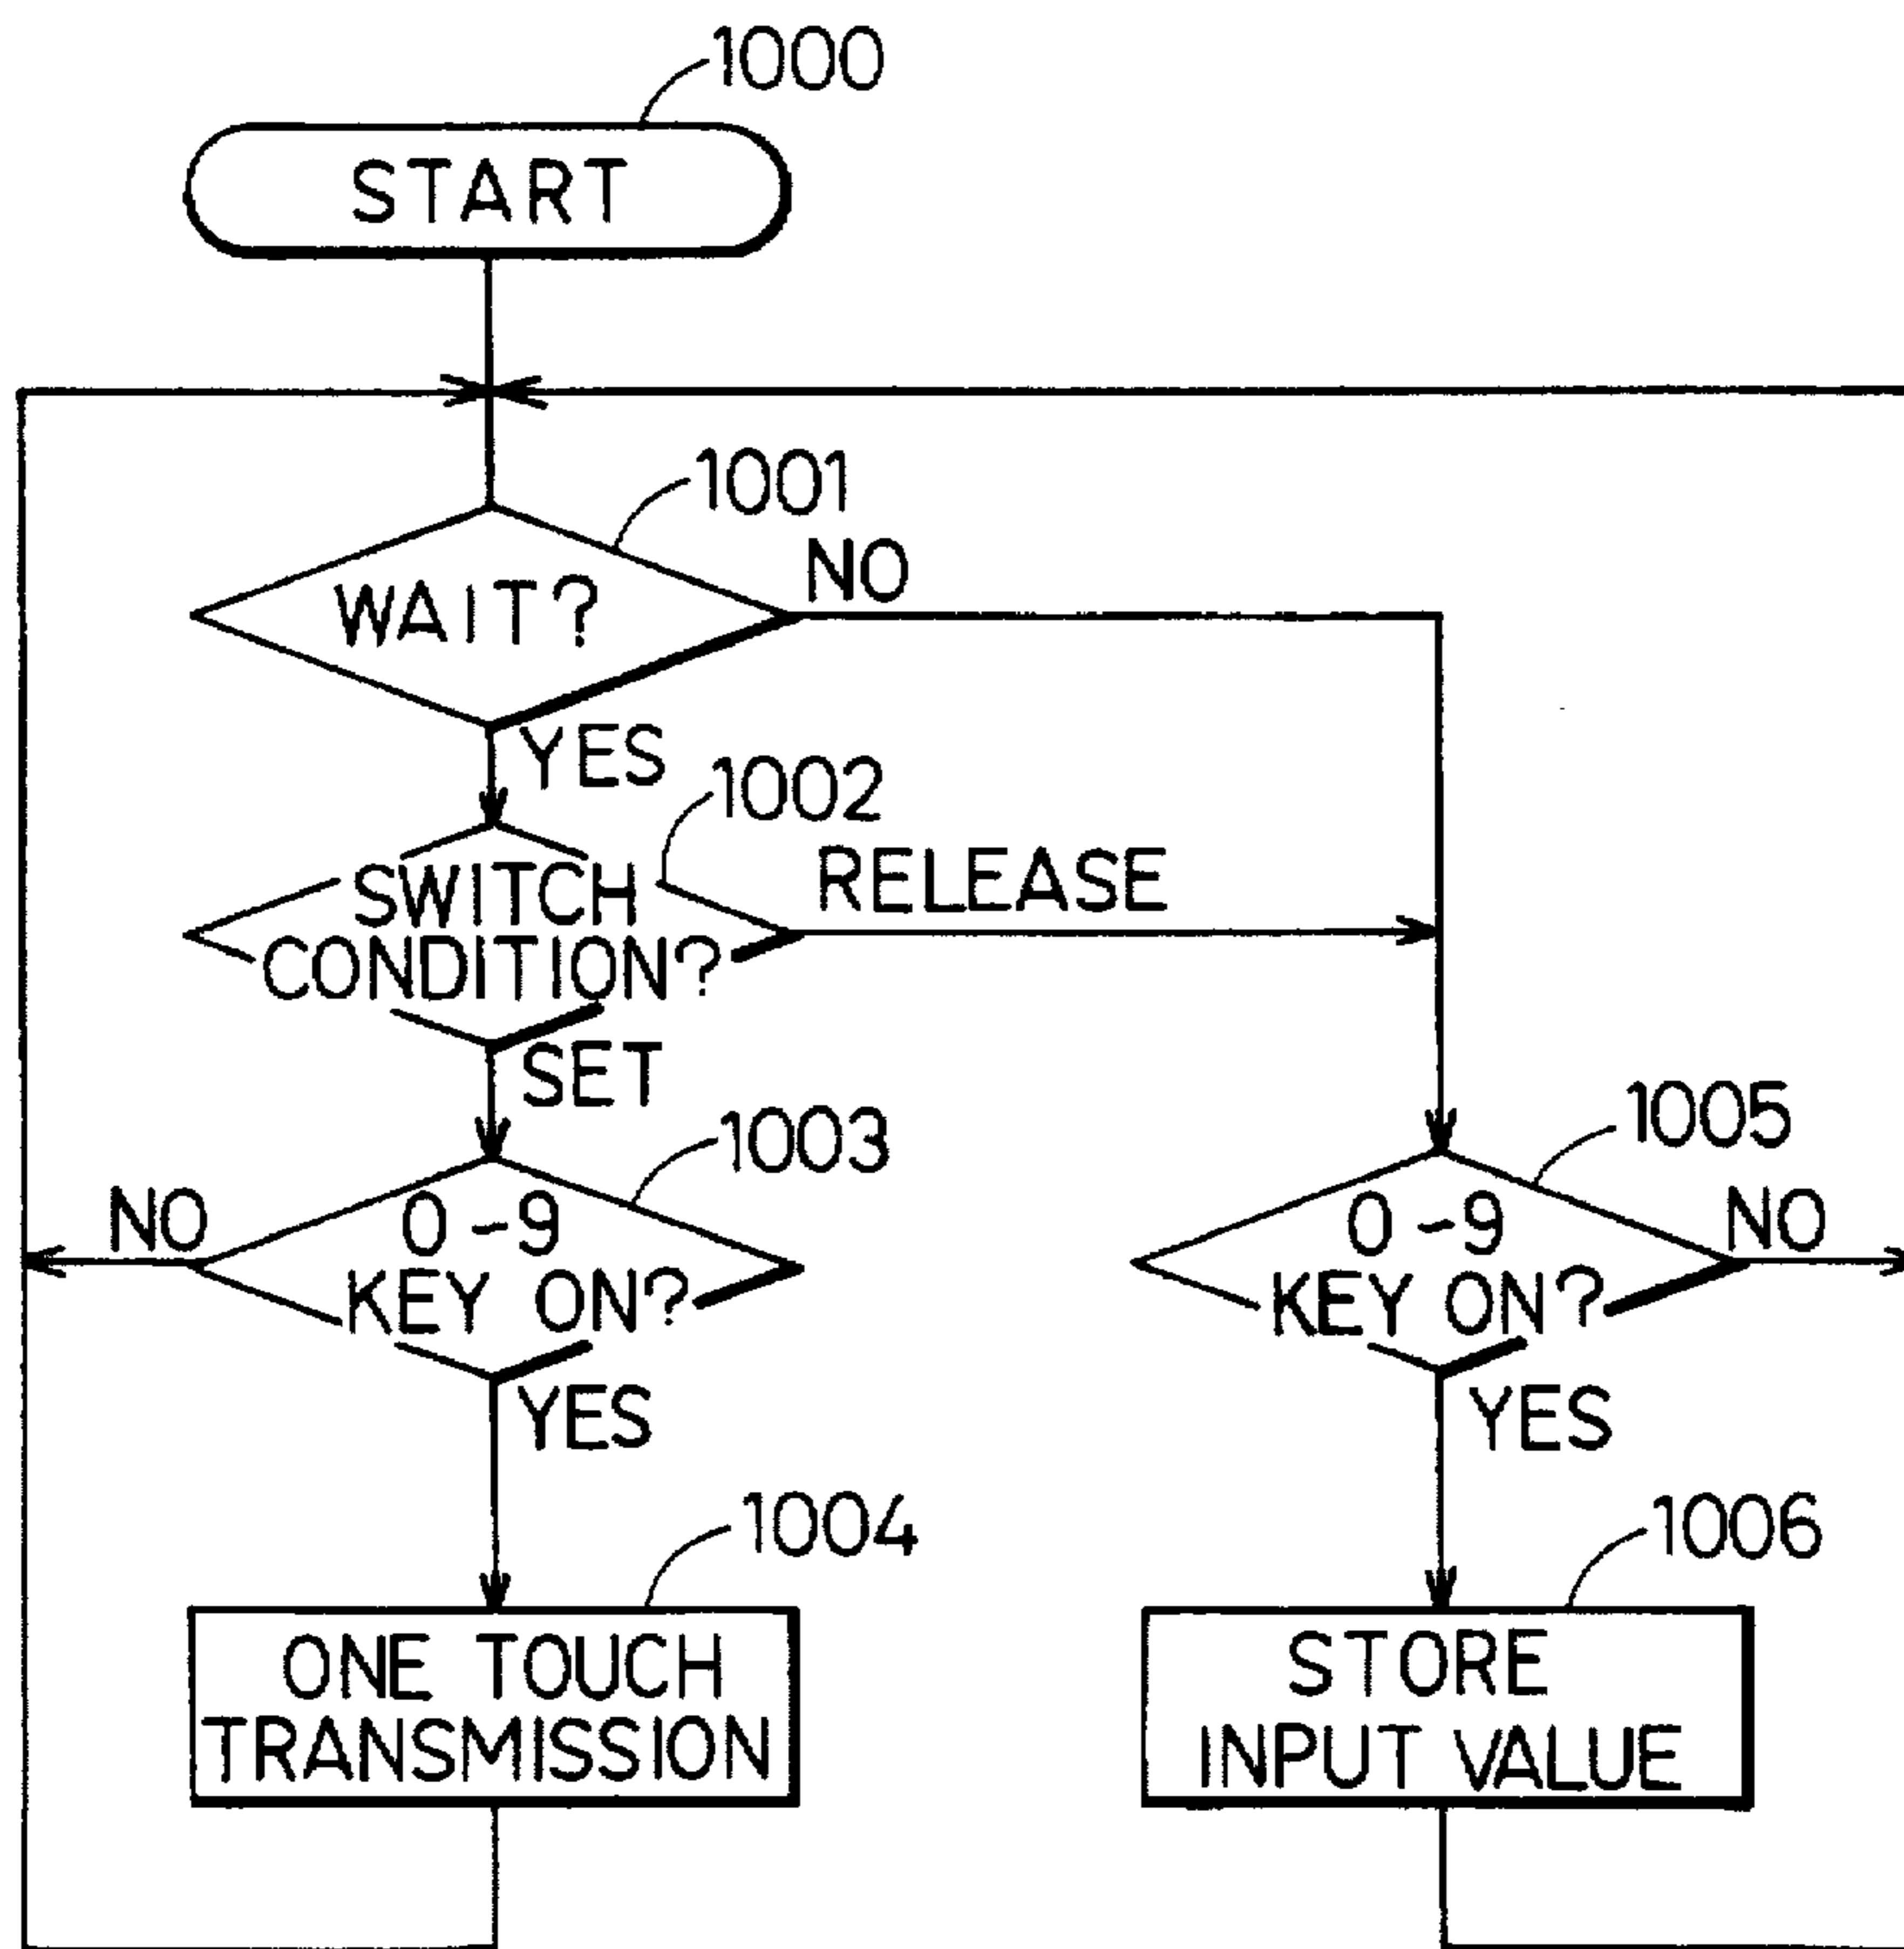 1000
START
1001
WAIT?
NO
YES
1002
SWITCH
CONDITION?
RELEASE
SET
1003
NO
0-9
KEY ON?
YES
1005
0-9
KEY ON?
NO
YES
1004
ONE TOUCH
TRANSMISSION
1006
STORE
INPUT VALUE